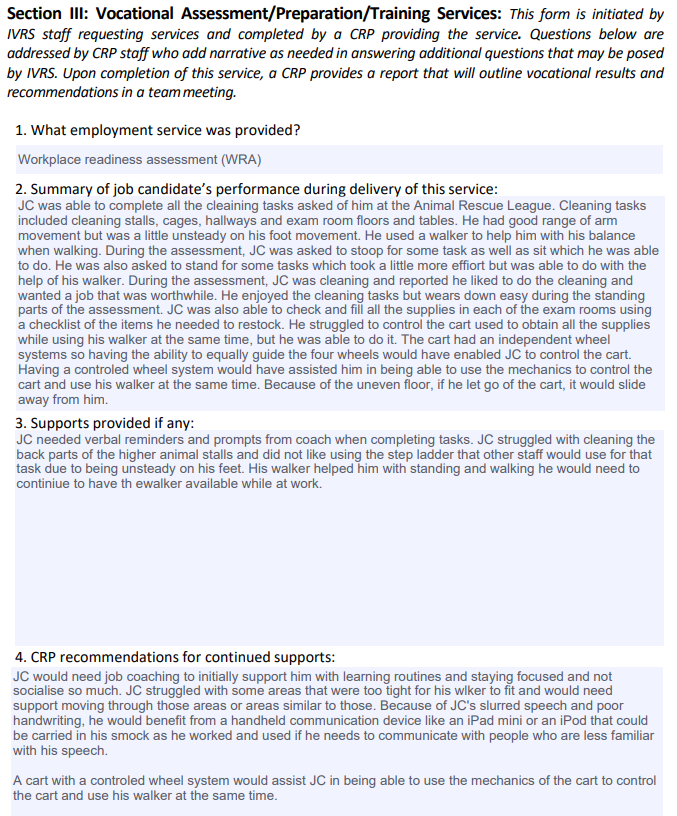 Section III: Vocational Assessment/Preparation/Training Services: This form is initiated by
IVRS staff requesting services and completed by a CRP providing the service. Questions below are
addressed by CRP staff who add narrative as needed in answering additional questions that may be posed
by IVRS. Upon completion of this service, a CRP provides a report that will outline vocational results and
recommendations in a team meeting.
1. What employment service was provided?
Workplace readiness assessment (WRA)
2. Summary of job candidate's performance during delivery of this service:
JC was able to complete all the cleaining tasks asked of him at the Animal Rescue League. Cleaning tasks
included cleaning stalls, cages, hallways and exam room floors and tables. He had good range of arm
movement but was a little unsteady on his foot movement. He used a walker to help him with his balance
when walking. During the assessment, JC was asked to stoop for some task as well as sit which he was able
to do. He was also asked to stand for some tasks which took a little more effiort but was able to do with the
help of his walker. During the assessment, JC was cleaning and reported he liked to do the cleaning and
wanted a job that was worthwhile. He enjoyed the cleaning tasks but wears down easy during the standing
parts of the assessment. JC was also able to check and fill all the supplies in each of the exam rooms using
a checklist of the items he needed to restock. He struggled to control the cart used to obtain all the supplies
while using his walker at the same time, but he was able to do it. The cart had an independent wheel
systems so having the ability to equally guide the four wheels would have enabled JC to control the cart.
Having a controled wheel system would have assisted him in being able to use the mechanics to control the
cart and use his walker at the same time. Because of the uneven floor, if he let go of the cart, it would slide
away from him.
3. Supports provided if any:
JC needed verbal reminders and prompts from coach when completing tasks. JC struggled with cleaning the
back parts of the higher animal stalls and did not like using the step ladder that other staff would use for that
task due to being unsteady on his feet. His walker helped him with standing and walking he would need to
continiue to have th ewalker available while at work.
4. CRP recommendations for continued supports:
JC would need job coaching to initially support him with learning routines and staying focused and not
socialise so much. JC struggled with some areas that were too tight for his wlker to fit and would need
support moving through those areas or areas similar to those. Because of JC's slurred speech and poor
handwriting, he would benefit from a handheld communication device like an iPad mini or an iPod that could
be carried in his smock as he worked and used if he needs to communicate with people who are less familiar
with his speech.
A cart with a controled wheel system would assist JC in being able to use the mechanics of the cart to control
the cart and use his walker at the same time.